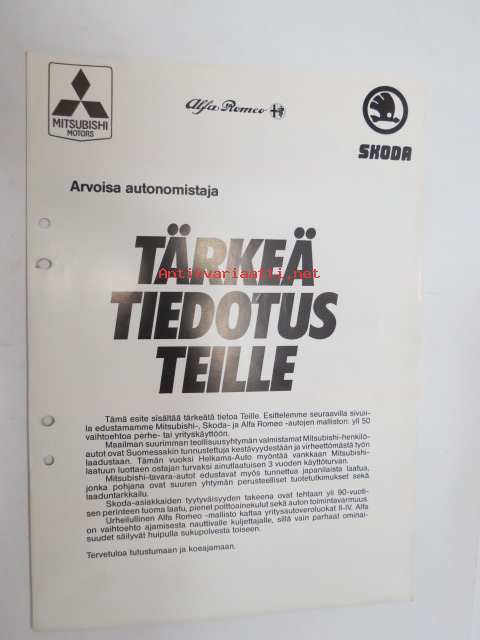 MITSUBISHI
MOTORS
Alfa Romeo
SKODA
Arvoisa autonomistaja
TÄRKEÄ
TIEDOTUS
TEILLE
Antikvariaatti.net
Tämä esite sisältää tärkeätä tietoa Teille. Esittelemme seuraavilla sivuil-
la edustamamme Mitsubishi-, Skoda- ja Alfa Romeo -autojen malliston: yli 50
vaihtoehtoa perhe- tai yrityskäyttöön.
Maailman suurimman teollisuusyhtymän valmistamat Mitsubishi-henkilö-
autot ovat Suomessakin tunnustettuja kestävyydestään ja virheettömästä työn
laadustaan. Tämän vuoksi Helkama-Auto myöntää vankkaan Mitsubishi-
laatuun luottaen ostajan turvaksi ainutlaatuisen 3 vuoden käyttöturvan.
Mitsubishi-tavara-autot edustavat myös tunnettua japanilaista laatua,
jonka pohjana ovat suuren yhtymän perusteelliset tuotetutkimukset sekä
laaduntarkkailu.
Skoda-asiakkaiden tyytyväisyyden takeena ovat tehtaan yli 90-vuoti-
sen perinteen tuoma laatu, pienet polttoainekulut sekä auton toimintavarmuus.
Urheilullinen Alfa Romeo -mallisto kattaa yritysautoveroluokat II-IV. Alfa
on vaihtoehto ajamisesta nauttivalle kuljettajalle, sillä vain parhaat ominai-
suudet säilyvät huipulla sukupolvesta toiseen.
Tervetuloa tutustumaan ja koeajamaan.